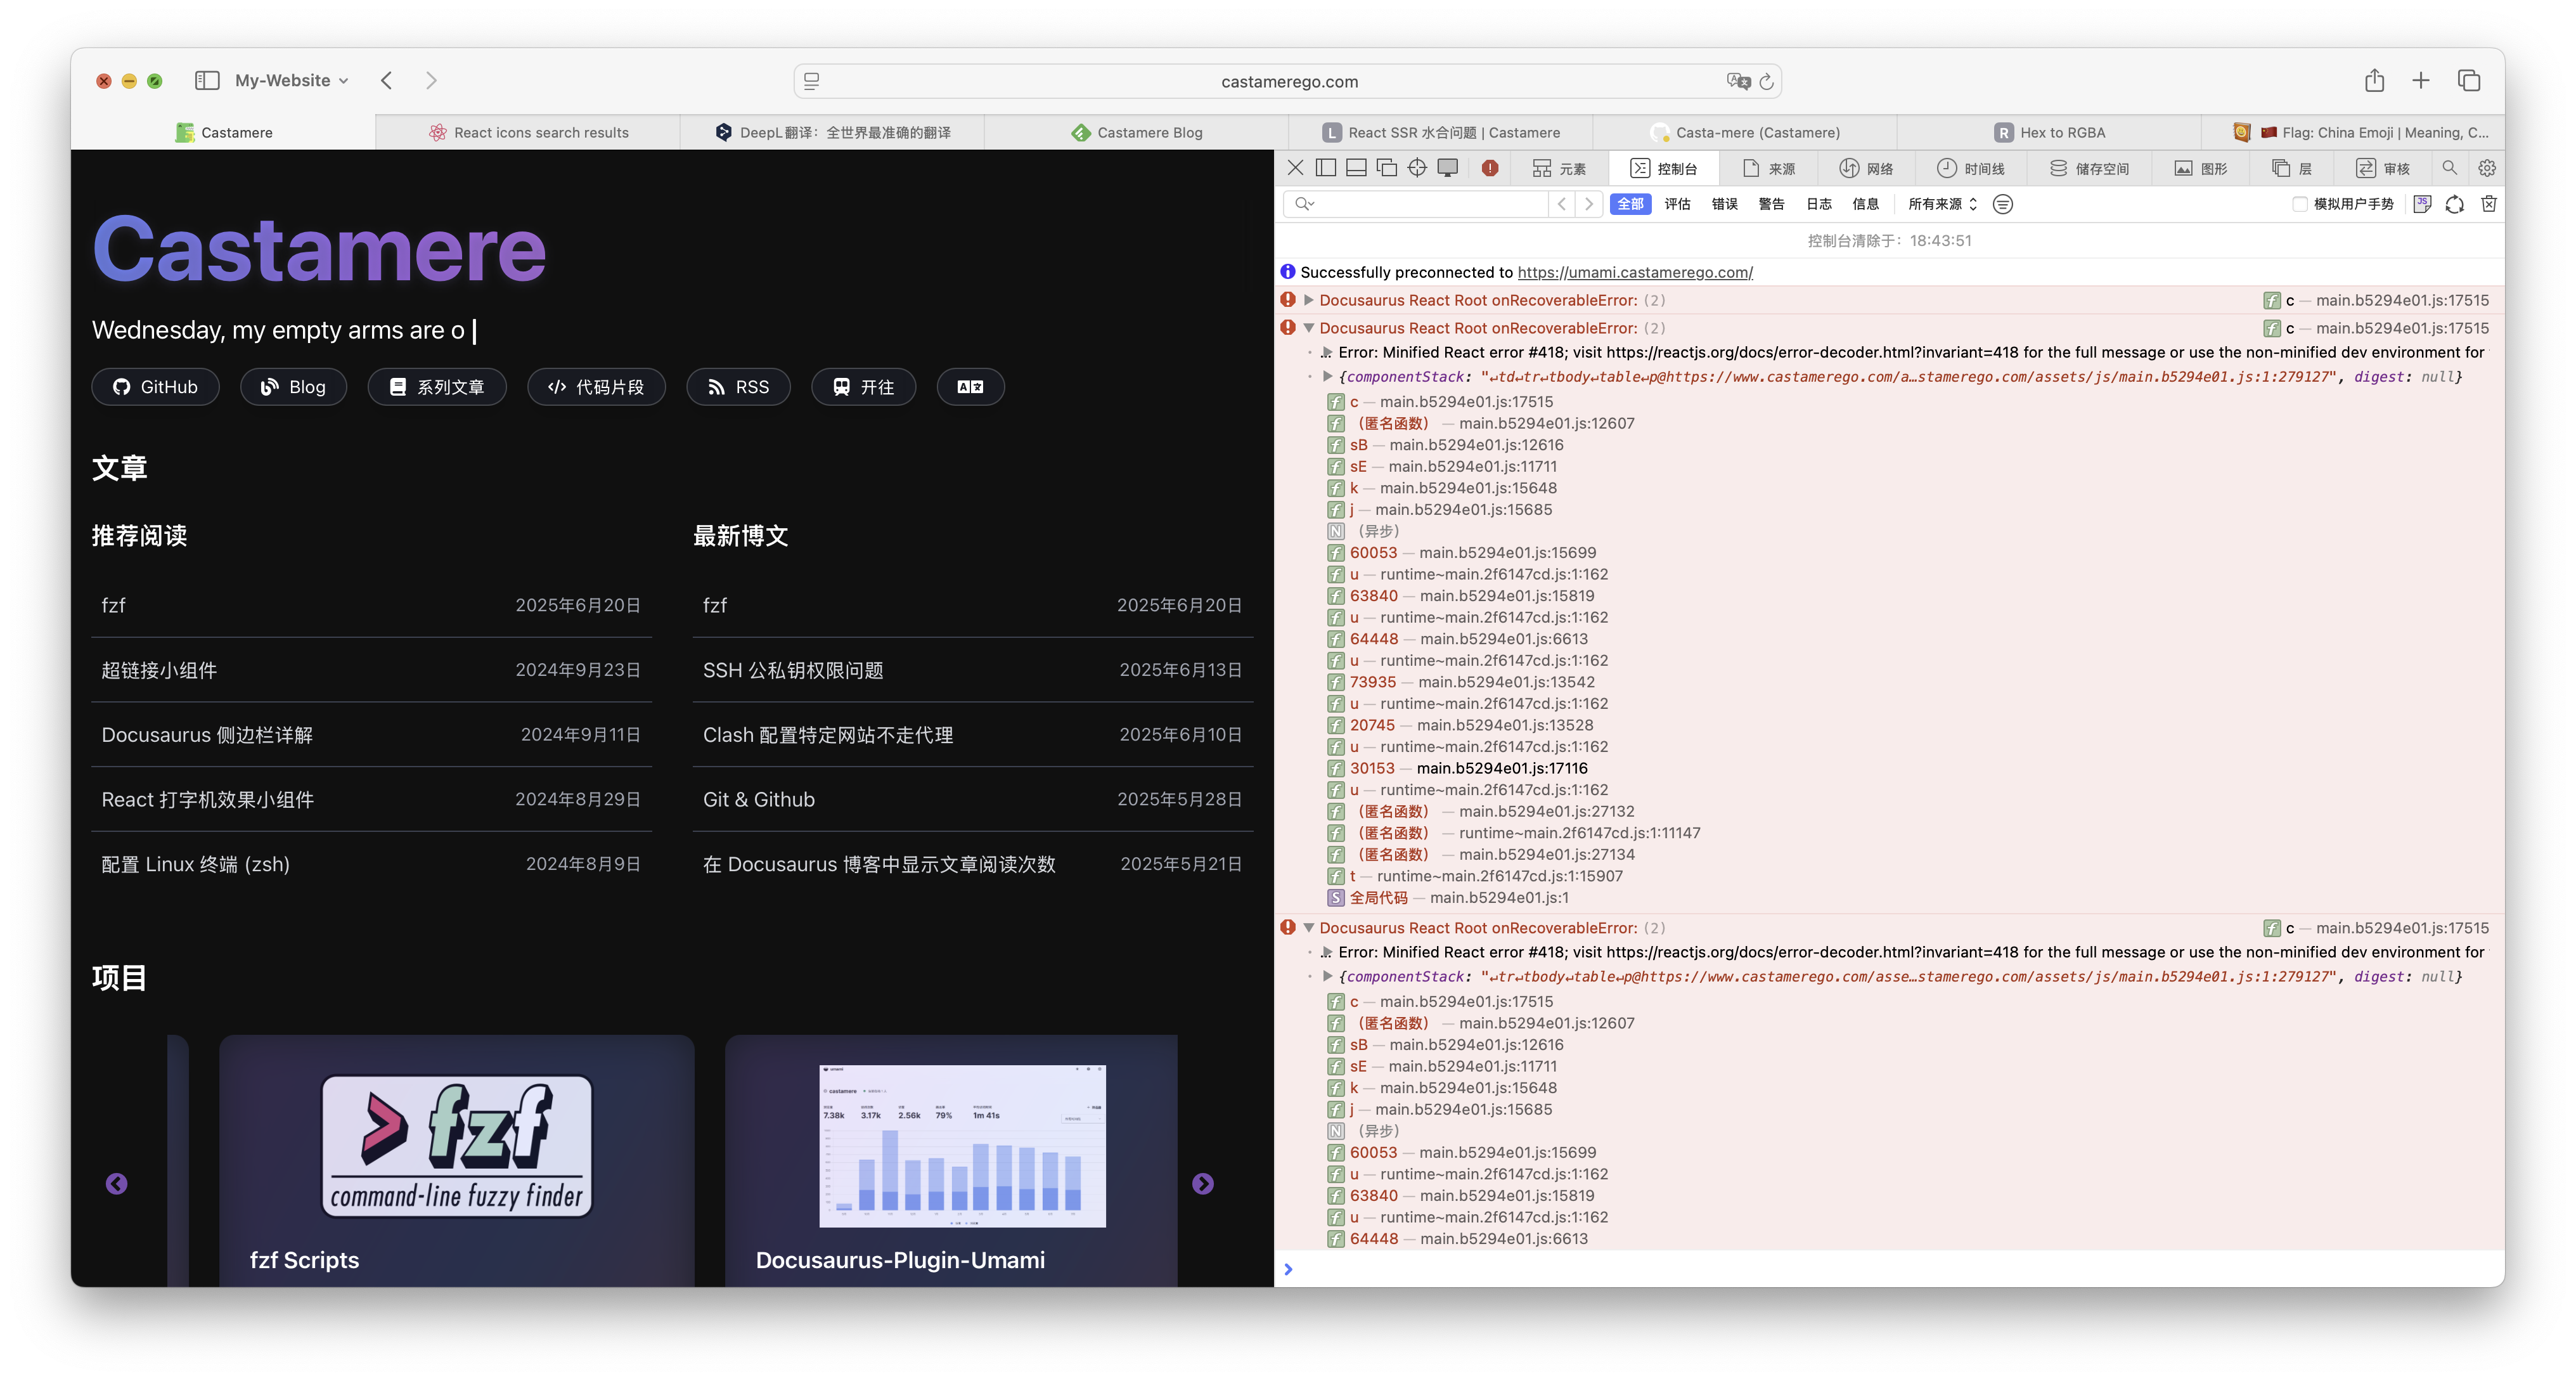 My-Website
castamerego.com
Castamere
React icons search results
DeepL翻译：全世界最准确的翻译
Castamere Blog
React SSR 水合问题 | Castamere
Casta-mere (Castamere)
Hex to RGBA
Flag: China Emoji | Meaning, C...
Castamere
Wednesday, my empty arms are o
GitHub
Blog
系列文章
代码片段
RSS
开往
文章
推荐阅读
fzf 2025年6月20日
超链接小组件 2024年9月23日
Docusaurus 侧边栏详解 2024年9月11日
React 打字机效果小组件 2024年8月29日
配置 Linux 终端 (zsh) 2024年8月9日
最新博文
fzf 2025年6月20日
SSH 公私钥权限问题 2025年6月13日
Clash 配置特定网站不走代理 2025年6月10日
Git & Github 2025年5月28日
在 Docusaurus 博客中显示文章阅读次数 2025年5月21日
项目
fzf
command-line fuzzy finder
fzf Scripts
umami
castamere
7.38k 3.17k 2.56k 79% 1m 41s
Docusaurus-Plugin-Umami
元素
控制台
来源
网络
时间线
储存空间
图形
层
审核
全部 评估 错误 警告 日志 信息 所有来源
模拟用户手势
控制台清除于：18:43:51
Successfully preconnected to https://umami.castamerego.com/
Docusaurus React Root onRecoverableError: (2) f c — main.b5294e01.js:17515
Docusaurus React Root onRecoverableError: (2) f c — main.b5294e01.js:17515
Error: Minified React error #418; visit https://reactjs.org/docs/error-decoder.html?invariant=418 for the full message or use the non-minified dev environment for
{componentStack: "↵td↵tr↵tbody↵table↵p@https://www.castamerego.com/a…stamerego.com/assets/js/main.b5294e01.js:1:279127", digest: null}
f c — main.b5294e01.js:17515
f （匿名函数） — main.b5294e01.js:12607
f sB — main.b5294e01.js:12616
f sE — main.b5294e01.js:11711
f k — main.b5294e01.js:15648
f j — main.b5294e01.js:15685
N （异步）
f 60053 — main.b5294e01.js:15699
f u — runtime~main.2f6147cd.js:1:162
f 63840 — main.b5294e01.js:15819
f u — runtime~main.2f6147cd.js:1:162
f 64448 — main.b5294e01.js:6613
f u — runtime~main.2f6147cd.js:1:162
f 73935 — main.b5294e01.js:13542
f u — runtime~main.2f6147cd.js:1:162
f 20745 — main.b5294e01.js:13528
f u — runtime~main.2f6147cd.js:1:162
f 30153 — main.b5294e01.js:17116
f u — runtime~main.2f6147cd.js:1:162
f （匿名函数） — main.b5294e01.js:27132
f （匿名函数） — runtime~main.2f6147cd.js:1:11147
f （匿名函数） — main.b5294e01.js:27134
f t — runtime~main.2f6147cd.js:1:15907
S 全局代码 — main.b5294e01.js:1
Docusaurus React Root onRecoverableError: (2) f c — main.b5294e01.js:17515
Error: Minified React error #418; visit https://reactjs.org/docs/error-decoder.html?invariant=418 for the full message or use the non-minified dev environment for
{componentStack: "↵tr↵tbody↵table↵p@https://www.castamerego.com/asse…stamerego.com/assets/js/main.b5294e01.js:1:279127", digest: null}
f c — main.b5294e01.js:17515
f （匿名函数） — main.b5294e01.js:12607
f sB — main.b5294e01.js:12616
f sE — main.b5294e01.js:11711
f k — main.b5294e01.js:15648
f j — main.b5294e01.js:15685
N （异步）
f 60053 — main.b5294e01.js:15699
f u — runtime~main.2f6147cd.js:1:162
f 63840 — main.b5294e01.js:15819
f u — runtime~main.2f6147cd.js:1:162
f 64448 — main.b5294e01.js:6613